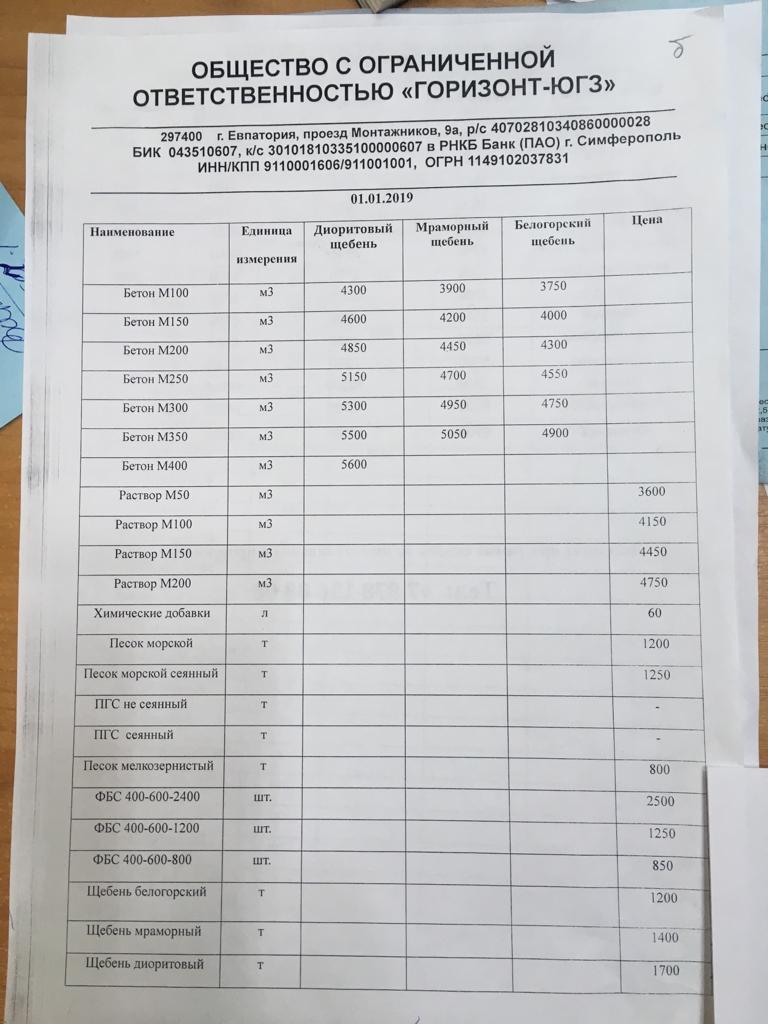 б
ОБЩЕСТВО С ОГРАНИЧЕННОЙ
ОТВЕТСТВЕННОСТЬЮ «ГОРИЗОНТ-ЮГЗ»
297400 г. Евпатория, проезд Монтажников, 9а, р/с 40702810340860000028
БИК 043510607, к/с 30101810335100000607 в РНКБ Банк (ПАО) г. Симферополь
ИНН/КПП 9110001606/911001001, ОГРН 1149102037831
01.01.2019
Наименование Единица измерения Диоритовый щебень Мраморный щебень Белогорский щебень Цена
Бетон М100 м3 4300 3900 3750
Бетон М150 м3 4600 4200 4000
Бетон М200 м3 4850 4450 4300
Бетон М250 м3 5150 4700 4550
Бетон М300 м3 5300 4950 4750
Бетон М350 м3 5500 5050 4900
Бетон М400 м3 5600
Раствор М50 м3 3600
Раствор М100 м3 4150
Раствор М150 м3 4450
Раствор М200 м3 4750
Химические добавки л 60
Песок морской т 1200
Песок морской сеянный т 1250
ПГС не сеянный т -
ПГС сеянный т -
Песок мелкозернистый т 800
ФБС 400-600-2400 шт. 2500
ФБС 400-600-1200 шт. 1250
ФБС 400-600-800 шт. 850
Щебень белогорский т 1200
Щебень мраморный т 1400
Щебень диоритовый т 1700